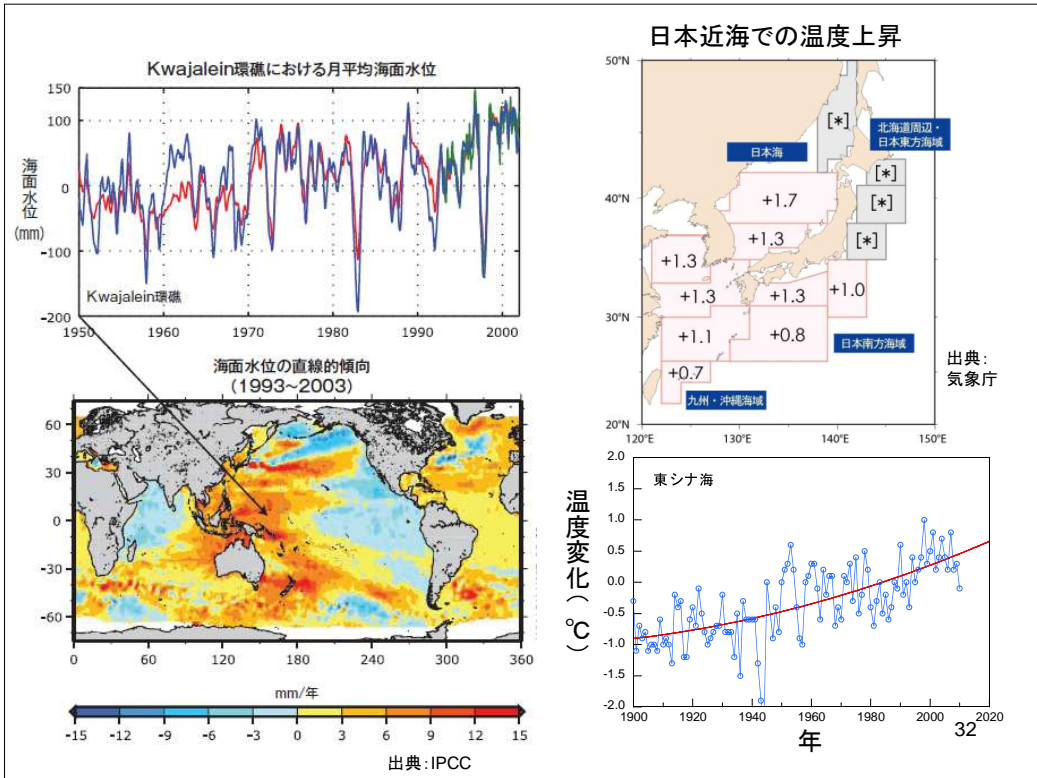 Kwajalein環礁における月平均海面水位
150
100
0
-100
-200
海面水位
(mm)
Kwajalein環礁
1950
1960
1970
1980
1990
2000
海面水位の直線的傾向
(1993~2003)
60
30
0
-30
-60
0
60
120
180
240
300
360
mm/年
-15
-12
-9
-6
-3
0
3
6
9
12
15
出典:IPCC
日本近海での温度上昇
50°N
40°N
30°N
20°N
120°E
130°E
140°E
150°E
[*]
北海道周辺・
日本東方海域
日本海
[*]
+1.7
[*]
+1.3
[*]
+1.3
+1.3
+1.3
+1.0
+1.1
+0.8
日本南方海域
+0.7
九州・沖縄海域
出典:
気象庁
2.0
1.5
1.0
0.5
0.0
-0.5
-1.0
-1.5
-2.0
東シナ海
温度変化(℃)
1900
1920
1940
1960
1980
2000
2020
年
32